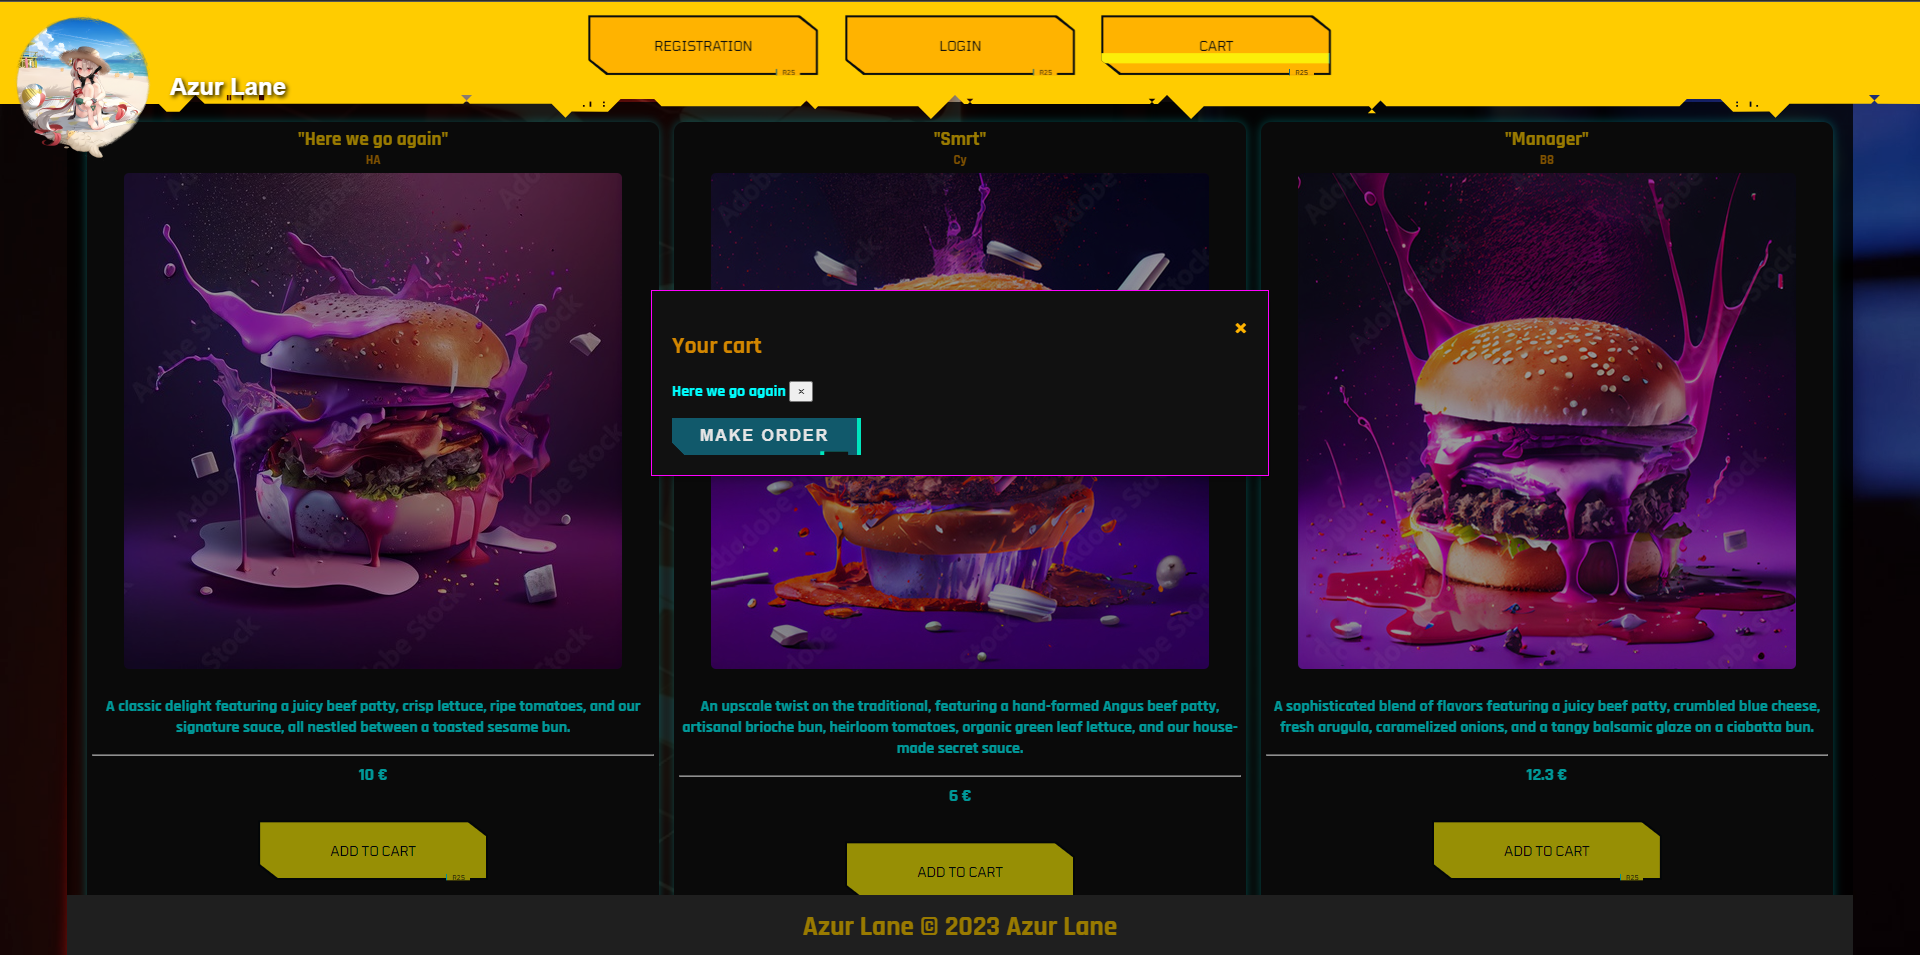 REGISTRATION
R25
LOGIN
R25
CART
R25
Azur Lane
"Here we go again"
HA
"Smrt"
Cy
"Manager"
B8
Your cart
×
Here we go again ×
MAKE ORDER
A classic delight featuring a juicy beef patty, crisp lettuce, ripe tomatoes, and our
signature sauce, all nestled between a toasted sesame bun.
10 €
ADD TO CART
R25
An upscale twist on the traditional, featuring a hand-formed Angus beef patty,
artisanal brioche bun, heirloom tomatoes, organic green leaf lettuce, and our house-
made secret sauce.
6 €
ADD TO CART
A sophisticated blend of flavors featuring a juicy beef patty, crumbled blue cheese,
fresh arugula, caramelized onions, and a tangy balsamic glaze on a ciabatta bun.
12.3 €
ADD TO CART
R25
Azur Lane © 2023 Azur Lane